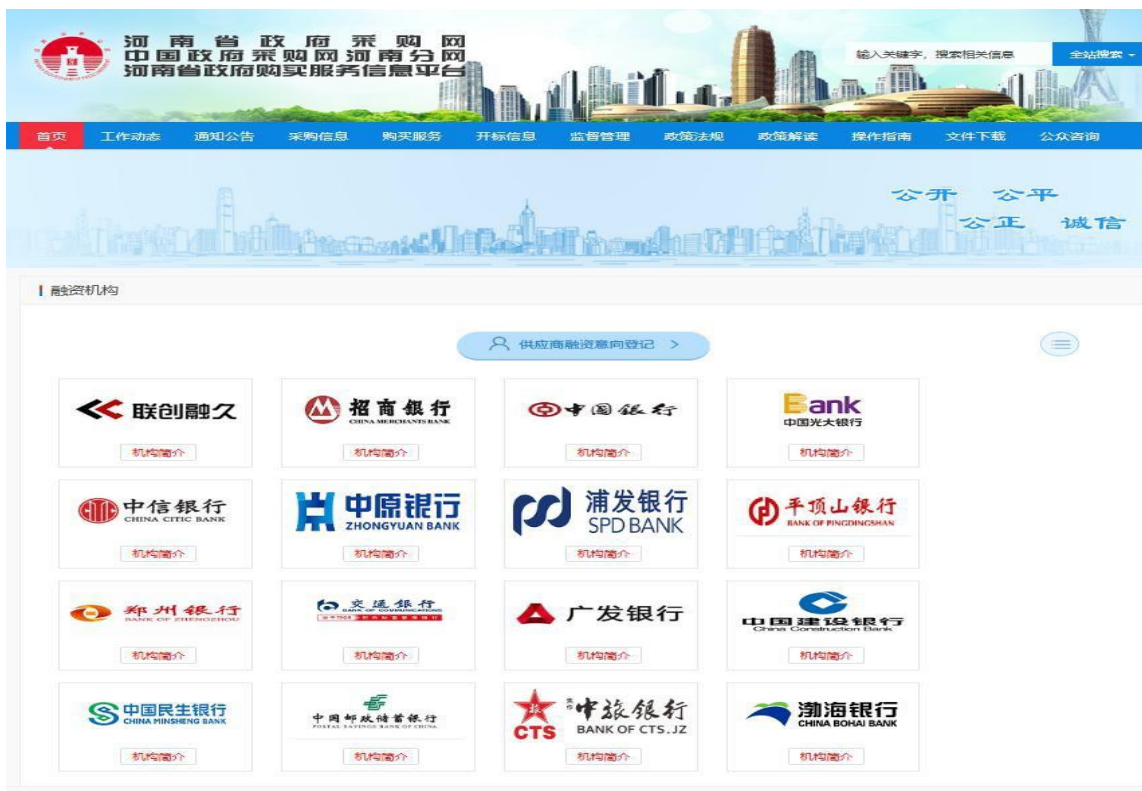 河南省政府采购网
中国政府采购网河南分网
河南省政府购买服务信息平台
输入关键字，搜索相关信息
全站搜索
首页 工作动态 通知公告 采购信息 购买服务 开标信息 监督管理 政策法规 政策解读 操作指南 文件下载 公众咨询
公开 公平
公正 诚信
融资机构
供应商融资意向登记 >
联创融久
机构简介
招商银行
CHINA MERCHANTS BANK
机构简介
中国银行
机构简介
Bank
中国光大银行
机构简介
中信银行
CHINA CITIC BANK
机构简介
中原银行
ZHONGYUAN BANK
机构简介
浦发银行
SPD BANK
机构简介
平顶山银行
BANK OF PINGDINGSHAN
机构简介
郑州银行
BANK OF ZHENGZHOU
机构简介
交通银行
BANK OF COMMUNICATIONS
机构简介
广发银行
机构简介
中国建设银行
China Construction Bank
机构简介
中国民生银行
CHINA MINSHENG BANK
机构简介
中国邮政储蓄银行
POSTAL SAVINGS BANK OF CHINA
机构简介
旅
CTS
焦作
中旅银行
BANK OF CTS.JZ
机构简介
渤海银行
CHINA BOHAI BANK
机构简介